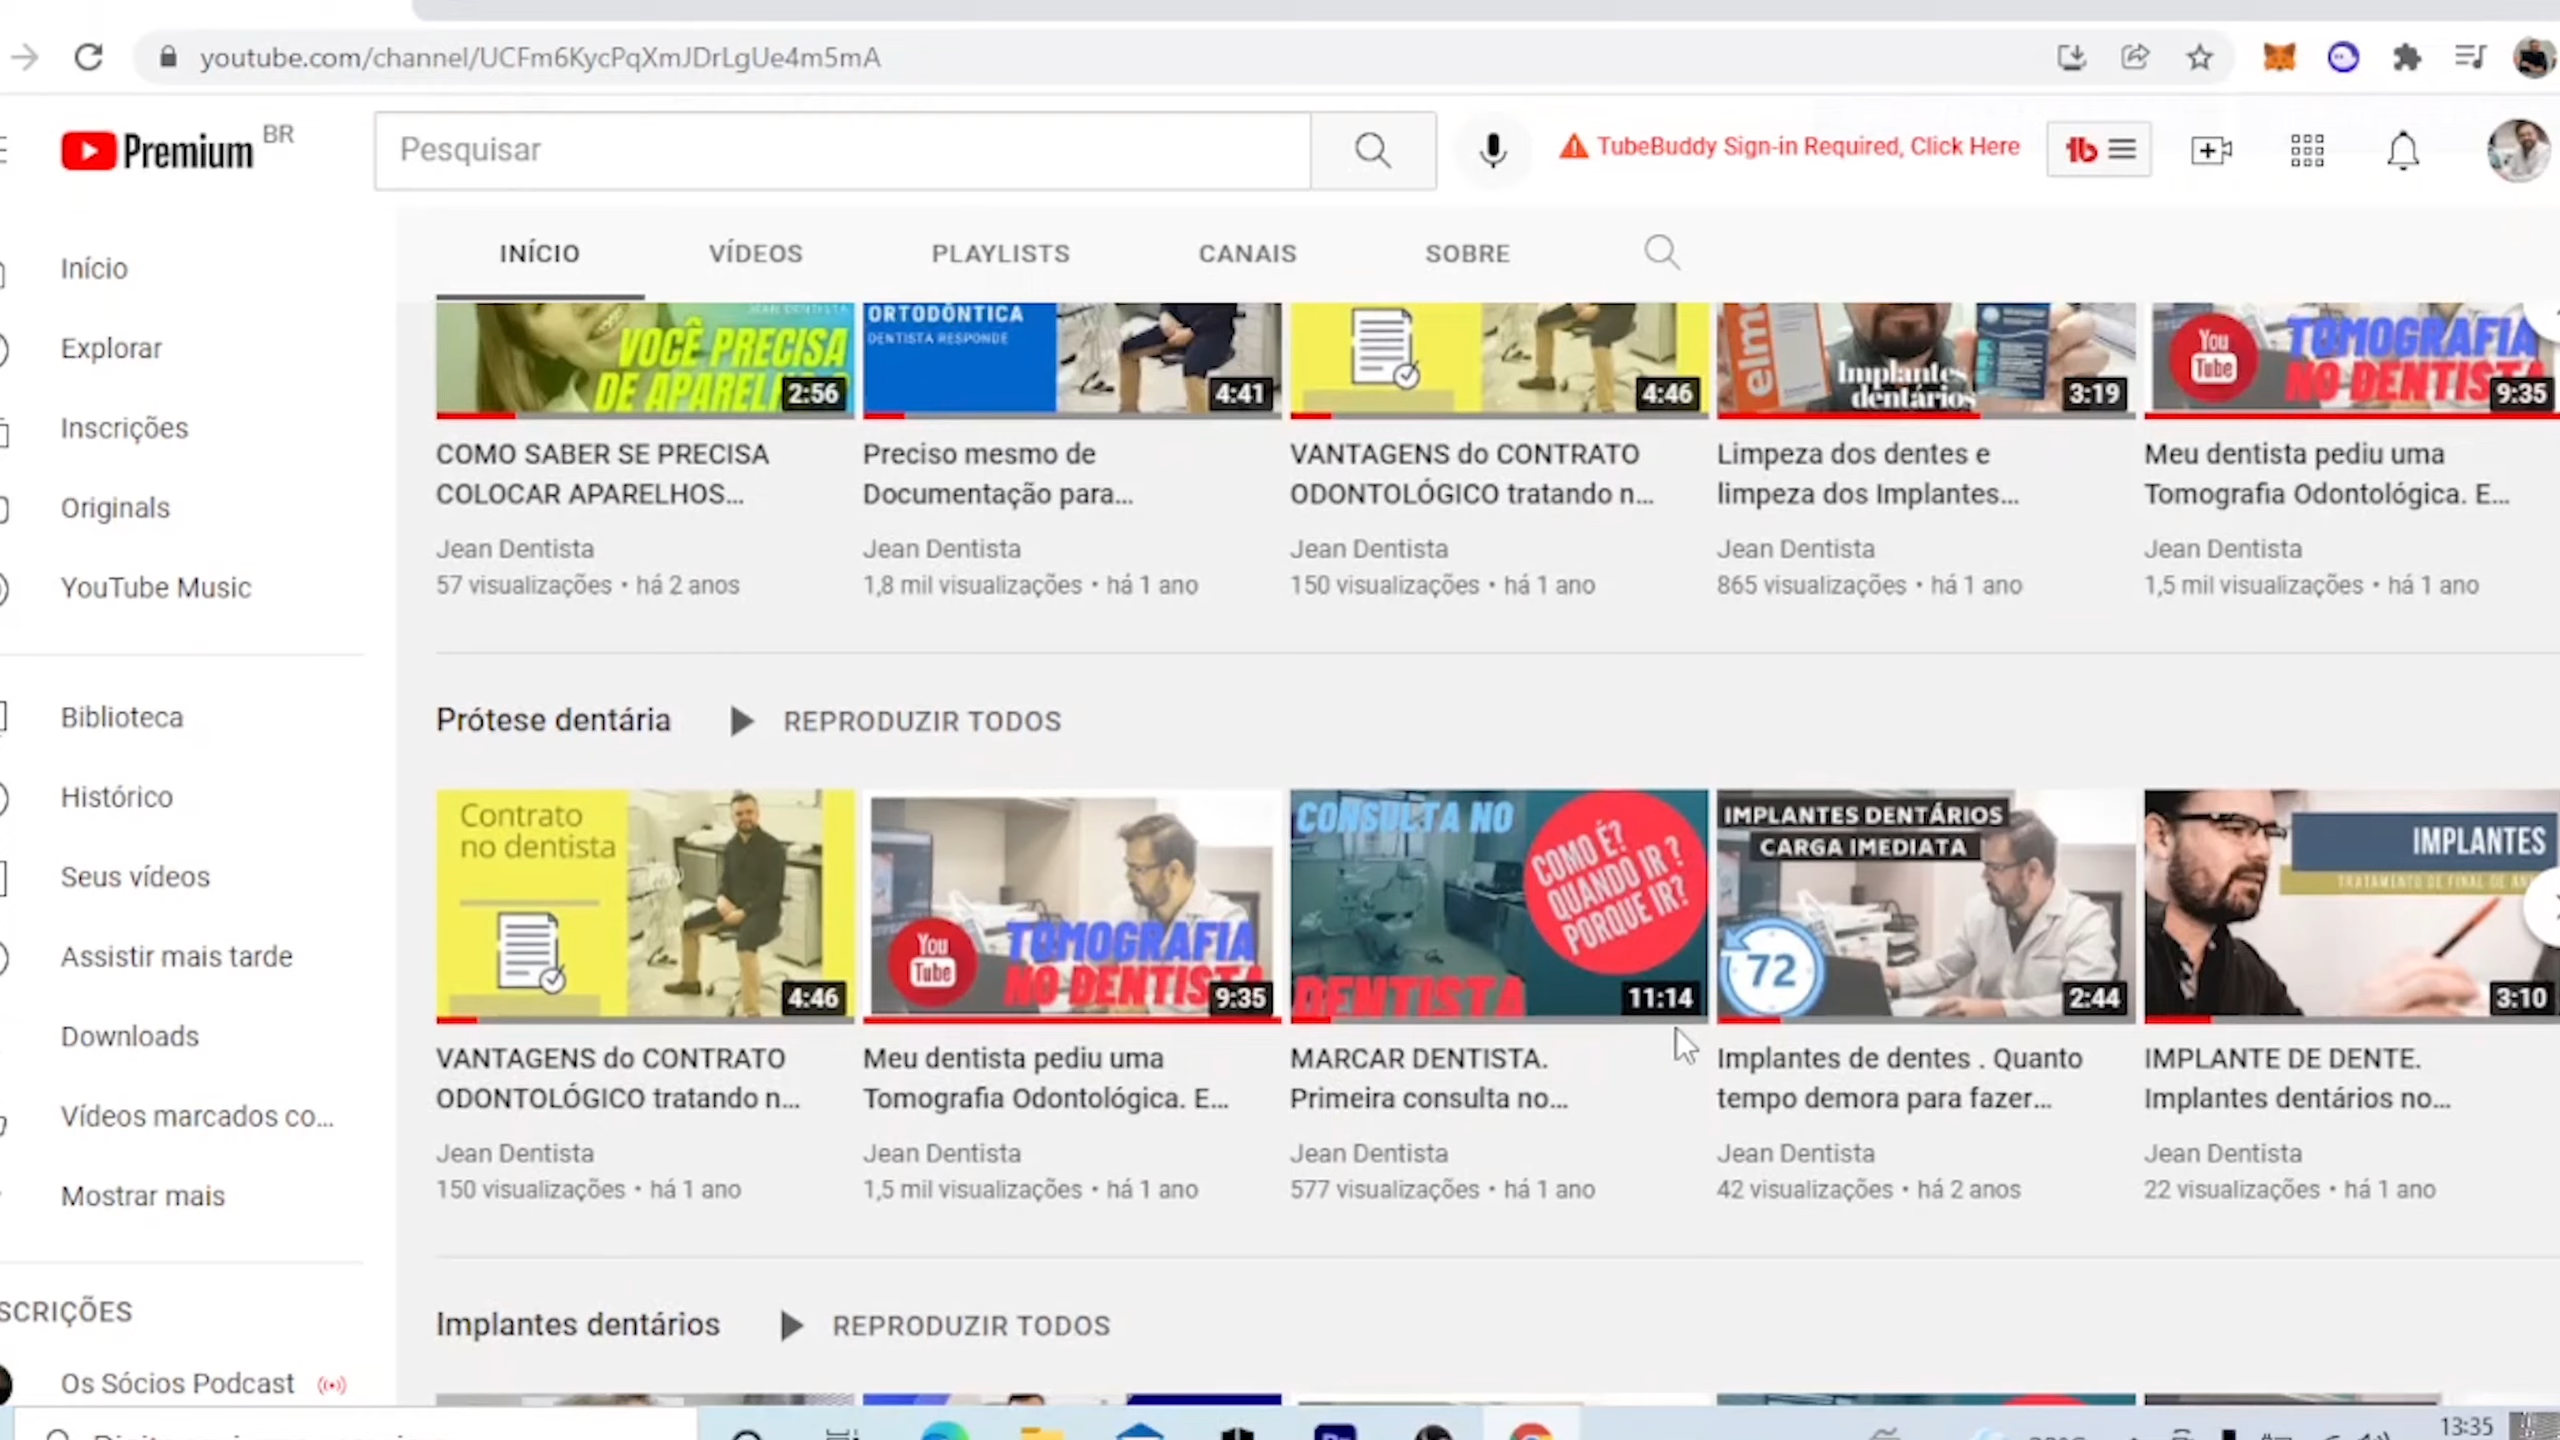 youtube.com/channel/UCFm6KycPqXmJDrLgUe4m5mA
Premium BR
Pesquisar
TubeBuddy Sign-in Required, Click Here
Início
Explorar
Inscrições
Originals
YouTube Music
Biblioteca
Histórico
Seus vídeos
Assistir mais tarde
Downloads
Vídeos marcados co...
Mostrar mais
SCRIÇÕES
Os Sócios Podcast
INÍCIO VÍDEOS PLAYLISTS CANAIS SOBRE
VOCÊ PRECISA
DE APAREL
2:56
COMO SABER SE PRECISA
COLOCAR APARELHOS...
Jean Dentista
57 visualizações • há 2 anos
ORTODÔNTICA
DENTISTA RESPONDE
4:41
Preciso mesmo de
Documentação para...
Jean Dentista
1,8 mil visualizações • há 1 ano
4:46
VANTAGENS do CONTRATO
ODONTOLÓGICO tratando n...
Jean Dentista
150 visualizações • há 1 ano
elm
Implantes
dentários
3:19
Limpeza dos dentes e
limpeza dos Implantes...
Jean Dentista
865 visualizações • há 1 ano
You
Tube
TOMOGRAFIA
NO DENTISTA
9:35
Meu dentista pediu uma
Tomografia Odontológica. E...
Jean Dentista
1,5 mil visualizações • há 1 ano
Prótese dentária REPRODUZIR TODOS
Contrato
no dentista
4:46
VANTAGENS do CONTRATO
ODONTOLÓGICO tratando n...
Jean Dentista
150 visualizações • há 1 ano
You
Tube
TOMOGRAFIA
NO DENTISTA
9:35
Meu dentista pediu uma
Tomografia Odontológica. E...
Jean Dentista
1,5 mil visualizações • há 1 ano
CONSULTA NO
COMO É?
QUANDO IR ?
PORQUE IR?
DENTISTA
11:14
MARCAR DENTISTA.
Primeira consulta no...
Jean Dentista
577 visualizações • há 1 ano
IMPLANTES DENTÁRIOS
CARGA IMEDIATA
72
2:44
Implantes de dentes . Quanto
tempo demora para fazer...
Jean Dentista
42 visualizações • há 2 anos
IMPLANTES
TRATAMENTO DE FINAL DE AN
3:10
IMPLANTE DE DENTE.
Implantes dentários no...
Jean Dentista
22 visualizações • há 1 ano
Implantes dentários REPRODUZIR TODOS
13:35